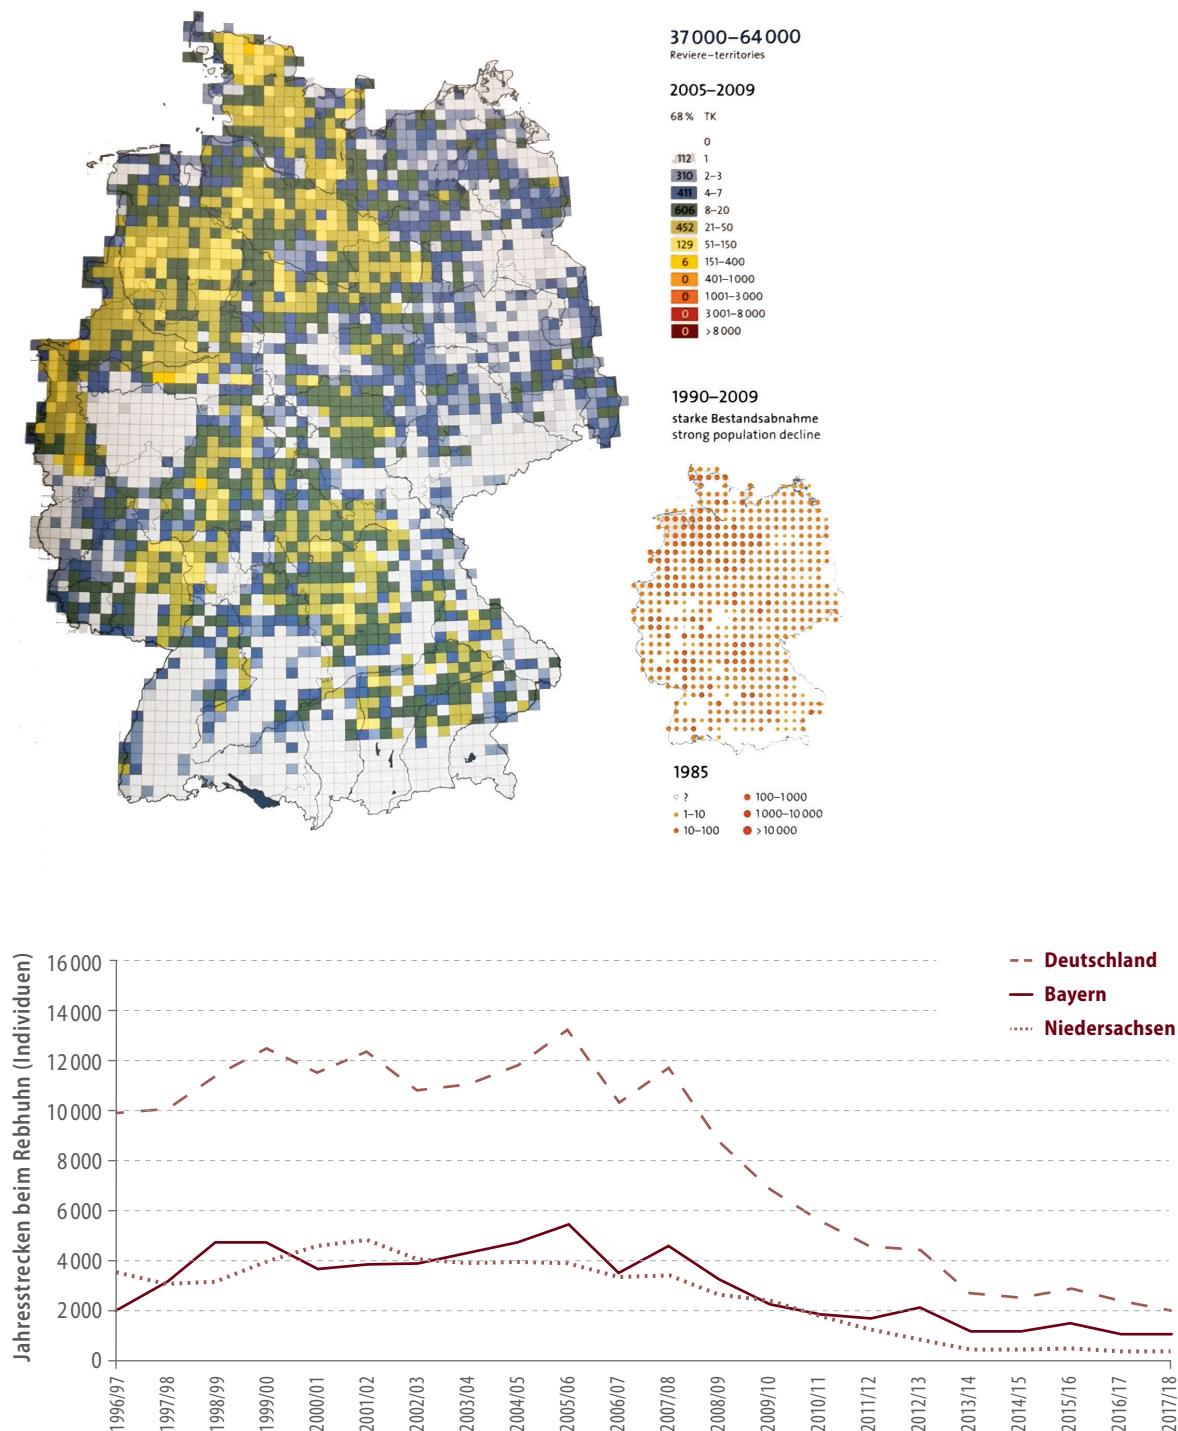 37 000–64 000
Reviere–territories
2005–2009
68 % TK
0
112 1
310 2–3
411 4–7
606 8–20
452 21–50
129 51–150
6 151–400
0 401–1 000
0 1 001–3 000
0 3 001–8 000
0 > 8 000
1990–2009
starke Bestandsabnahme
strong population decline
1985
? 100–1 000
1–10 1 000–10 000
10–100 > 10 000
Jahresstrecken beim Rebhuhn (Individuen)
16 000
14 000
12 000
10 000
8 000
6 000
4 000
2 000
0
Deutschland
Bayern
Niedersachsen
1996/97
1997/98
1998/99
1999/00
2000/01
2001/02
2002/03
2003/04
2004/05
2005/06
2006/07
2007/08
2008/09
2009/10
2010/11
2011/12
2012/13
2013/14
2014/15
2015/16
2016/17
2017/18